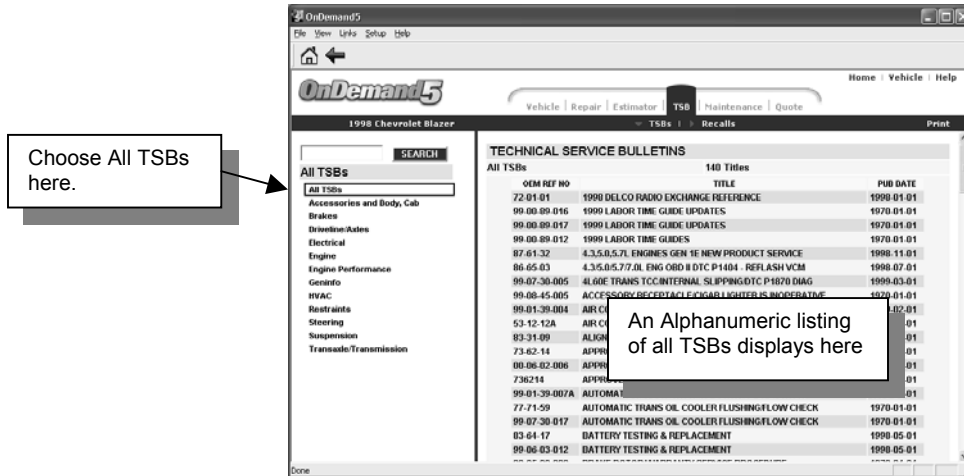 OnDemand5
File View Links Setup Help
Home | Vehicle | Help
OnDemand5
Vehicle | Repair | Estimator | TSB | Maintenance | Quote
1998 Chevrolet Blazer
TSBs | Recalls
Print
Choose All TSBs
here.
SEARCH
All TSBs
All TSBs
Accessories and Body, Cab
Brakes
Driveline/Axles
Electrical
Engine
Engine Performance
Geninfo
HVAC
Restraints
Steering
Suspension
Transaxle/Transmission
TECHNICAL SERVICE BULLETINS
All TSBs 140 Titles
OEM REF NO TITLE PUB DATE
72-01-01 1998 DELCO RADIO EXCHANGE REFERENCE 1998-01-01
99-00-89-016 1999 LABOR TIME GUIDE UPDATES 1970-01-01
99-00-89-017 1999 LABOR TIME GUIDE UPDATES 1970-01-01
99-00-89-012 1999 LABOR TIME GUIDES 1970-01-01
87-61-32 4.3,5.0,5.7L ENGINES GEN 1E NEW PRODUCT SERVICE 1998-11-01
86-65-03 4.3/5.0/5.7/7.0L ENG OBD II DTC P1404 - REFLASH VCM 1998-07-01
99-07-30-005 4L60E TRANS TCC/INTERNAL SLIPPING/DTC P1870 DIAG 1999-03-01
99-08-45-005 ACCESSORY RECEPTACLE/CIGAR LIGHTER IS INOPERATIVE 1970-01-01
99-01-39-004 AIR CO -02-01
53-12-12A AIR CO -01
83-31-09 ALIGN -01
73-62-14 APPR -01
00-06-02-006 APPR -01
736214 APPR -01
99-01-39-007A AUTOMAT -01
An Alphanumeric listing
of all TSBs displays here
77-71-59 AUTOMATIC TRANS OIL COOLER FLUSHING/FLOW CHECK 1970-01-01
99-07-30-017 AUTOMATIC TRANS OIL COOLER FLUSHING/FLOW CHECK 1970-01-01
83-64-17 BATTERY TESTING & REPLACEMENT 1998-05-01
99-06-03-012 BATTERY TESTING & REPLACEMENT 1998-05-01
Done